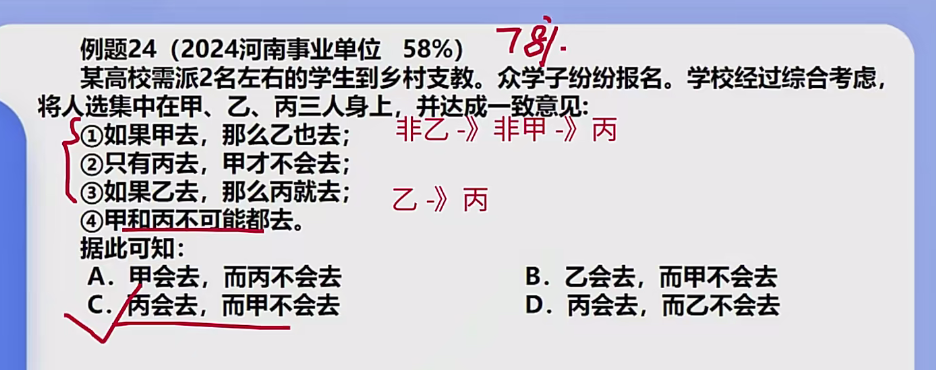 例题24（2024河南事业单位 58%） 78%.
某高校需派2名左右的学生到乡村支教。众学子纷纷报名。学校经过综合考虑，
将人选集中在甲、乙、丙三人身上，并达成一致意见：
①如果甲去，那么乙也去； 非乙 -》非甲 -》丙
②只有丙去，甲才不会去；
③如果乙去，那么丙就去； 乙 -》丙
④甲和丙不可能都去。
据此可知：
A．甲会去，而丙不会去 B．乙会去，而甲不会去
C．丙会去，而甲不会去 D．丙会去，而乙不会去